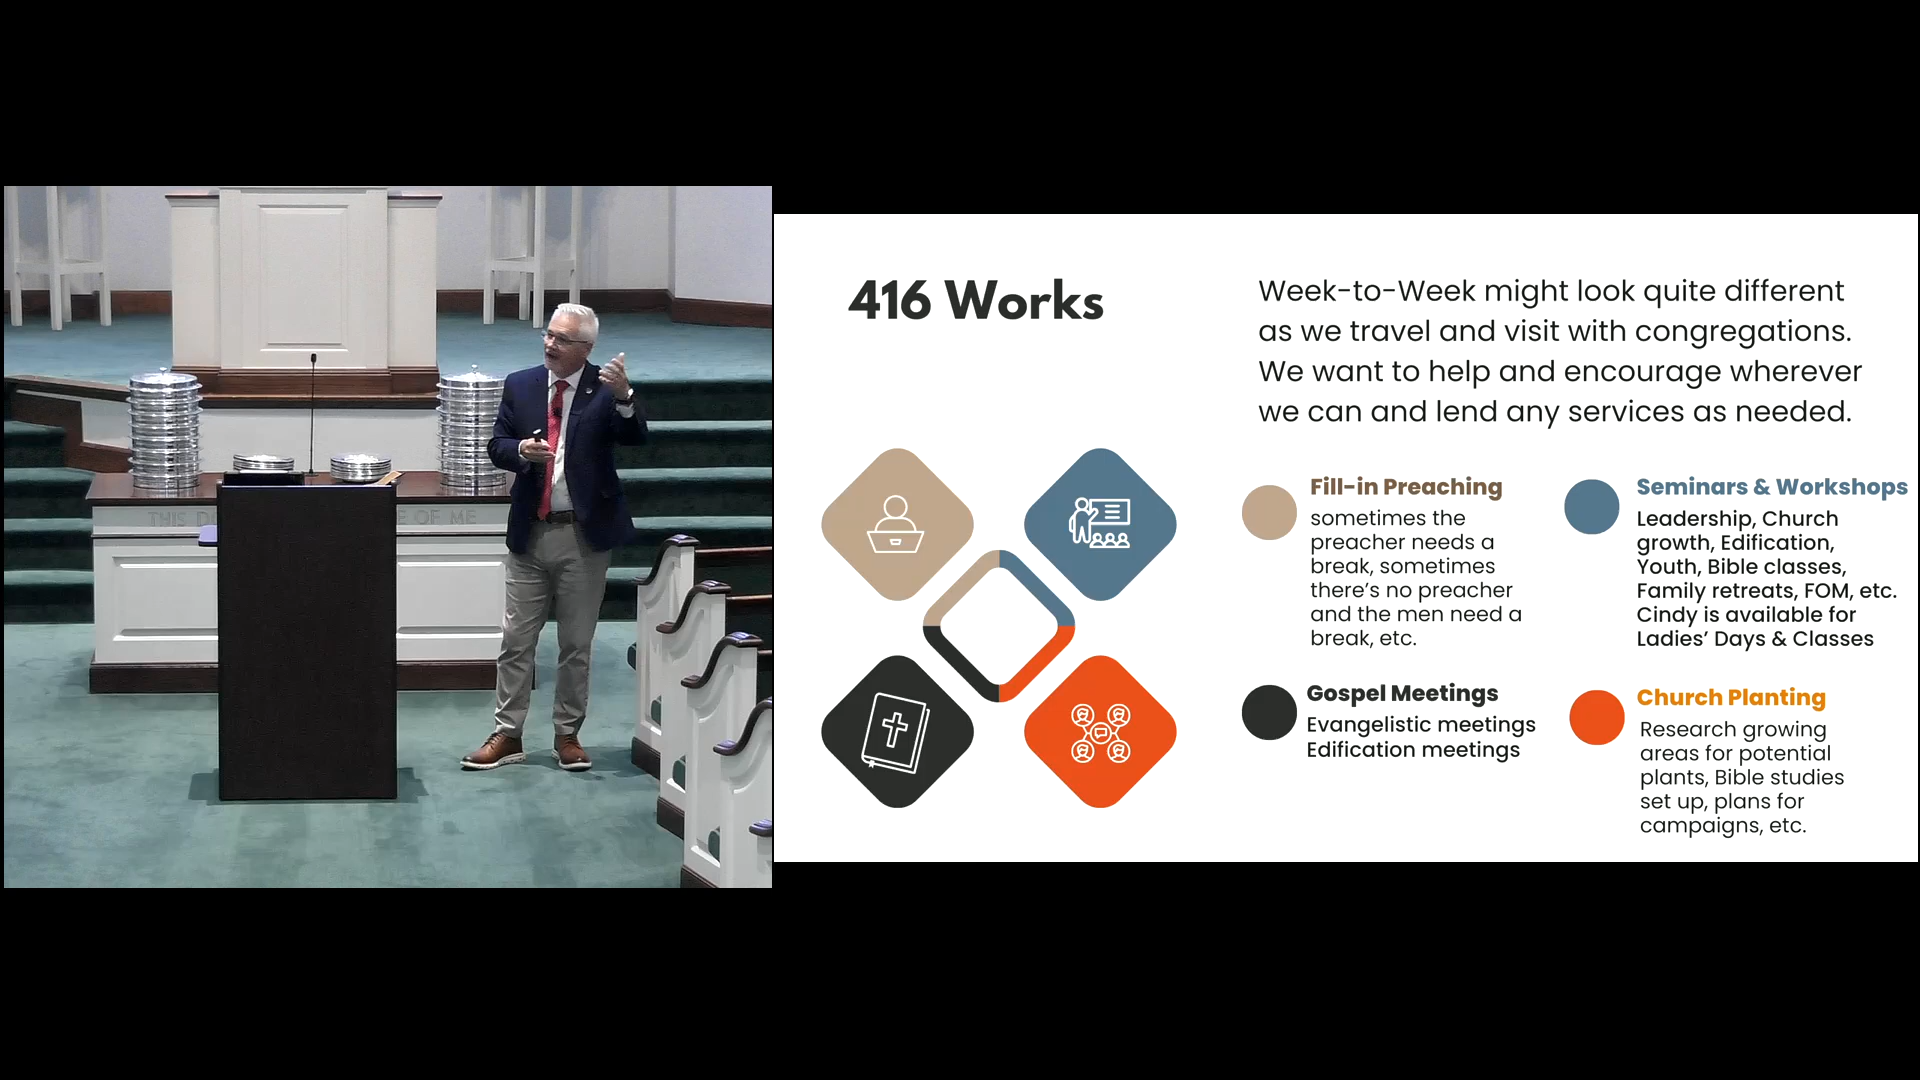 THIS D
E OF ME
416 Works
Week-to-Week might look quite different
as we travel and visit with congregations.
We want to help and encourage wherever
we can and lend any services as needed.
Fill-in Preaching
sometimes the
preacher needs a
break, sometimes
there's no preacher
and the men need a
break, etc.
Seminars & Workshops
Leadership, Church
growth, Edification,
Youth, Bible classes,
Family retreats, FOM, etc.
Cindy is available for
Ladies' Days & Classes
Gospel Meetings
Evangelistic meetings
Edification meetings
Church Planting
Research growing
areas for potential
plants, Bible studies
set up, plans for
campaigns, etc.